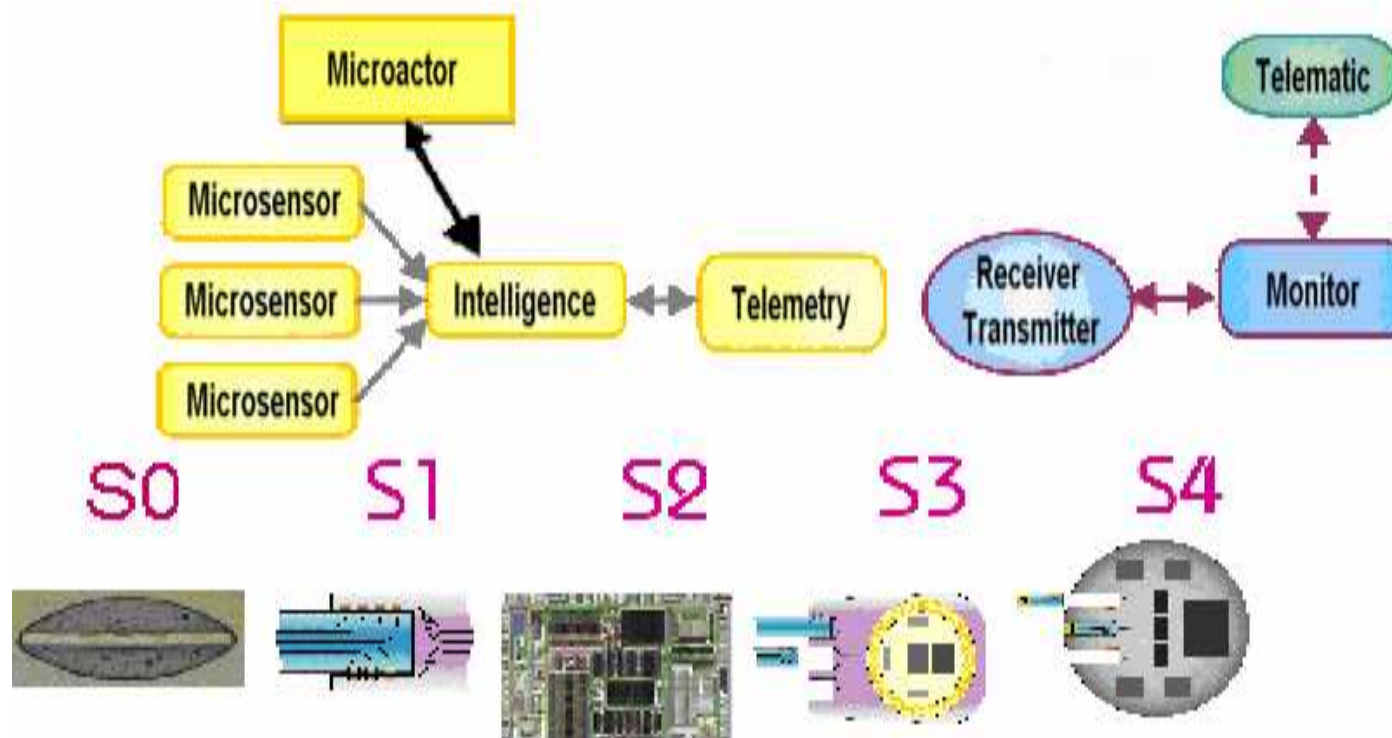 Microactor
Telematic
Microsensor
Microsensor
Intelligence
Telemetry
Receiver
Transmitter
Monitor
Microsensor
S0 S1 S2 S3 S4